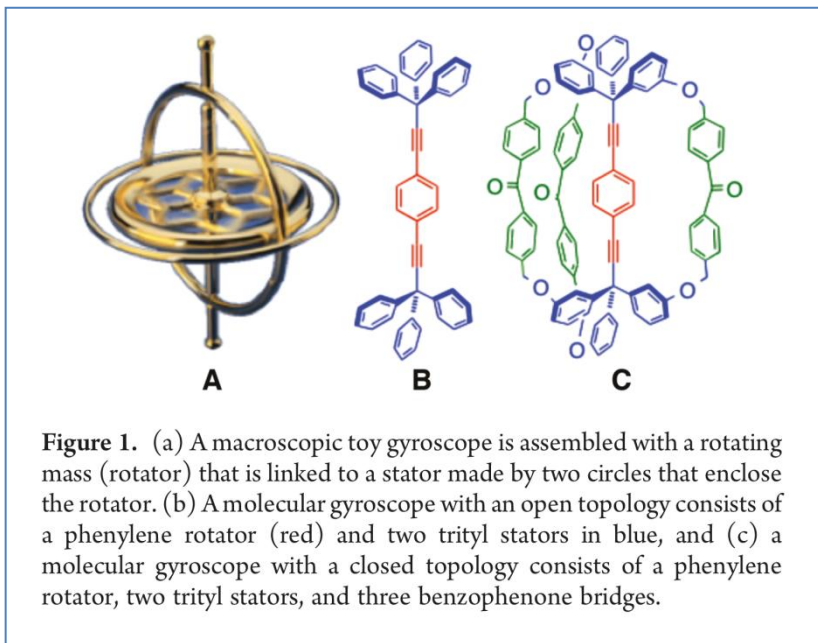 O
O
O
O
O
O
O
O
O
O
A
B
C
Figure 1. (a) A macroscopic toy gyroscope is assembled with a rotating
mass (rotator) that is linked to a stator made by two circles that enclose
the rotator. (b) A molecular gyroscope with an open topology consists of
a phenylene rotator (red) and two trityl stators in blue, and (c) a
molecular gyroscope with a closed topology consists of a phenylene
rotator, two trityl stators, and three benzophenone bridges.